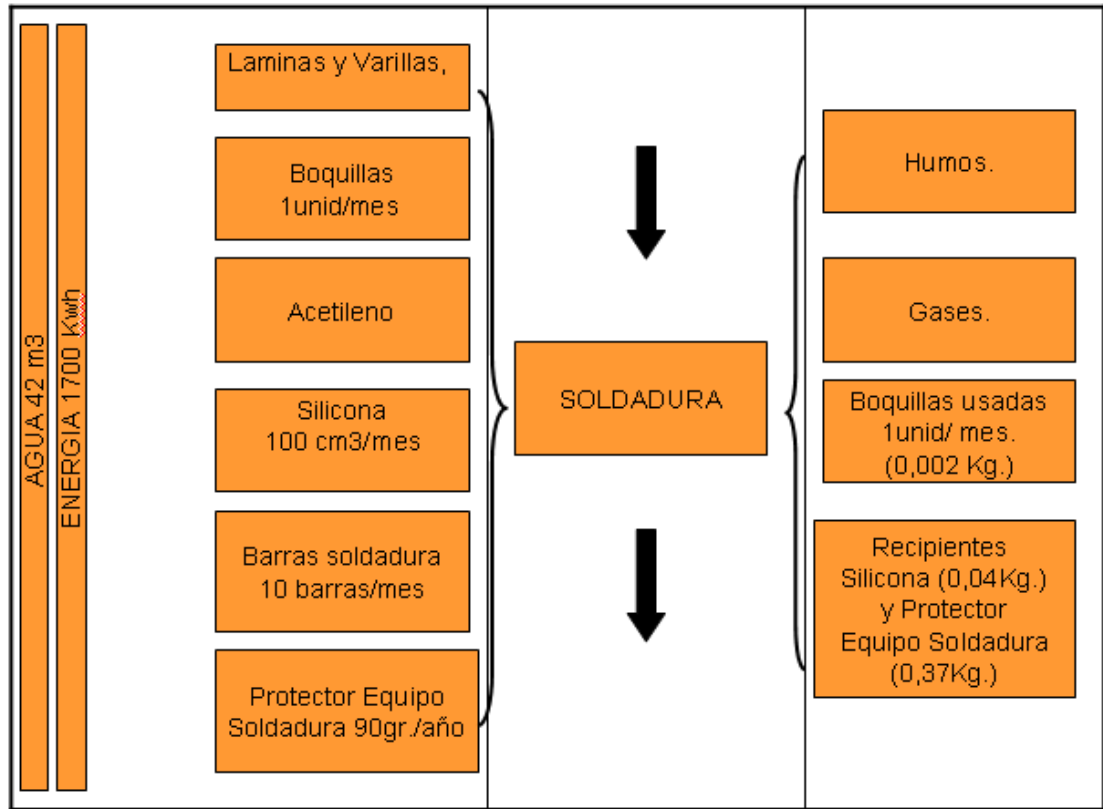 AGUA 42 m3
ENERGIA 1700 Kwh
Laminas y Varillas,
Boquillas
1unid/mes
Acetileno
Silicona
100 cm3/mes
Barras soldadura
10 barras/mes
Protector Equipo
Soldadura 90gr./año
SOLDADURA
Humos.
Gases.
Boquillas usadas
1unid/ mes.
(0,002 Kg.)
Recipientes
Silicona (0,04Kg.)
y Protector
Equipo Soldadura
(0,37Kg.)